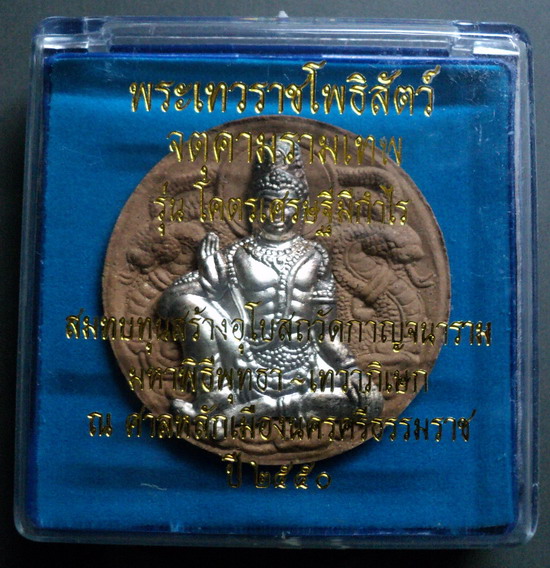 พระเทวราชโพธิสัตว์
จตุคามรามเทพ
รุ่น โคตรเศรษฐีมีกำไร
สมทบทุนสร้างอุโบสถวัดกาญจนาราม
มหาพิธีพุทธา - เทวาภิเษก
ณ ศาลหลักเมืองนครศรีธรรมราช
ปี ๒๕๕๐